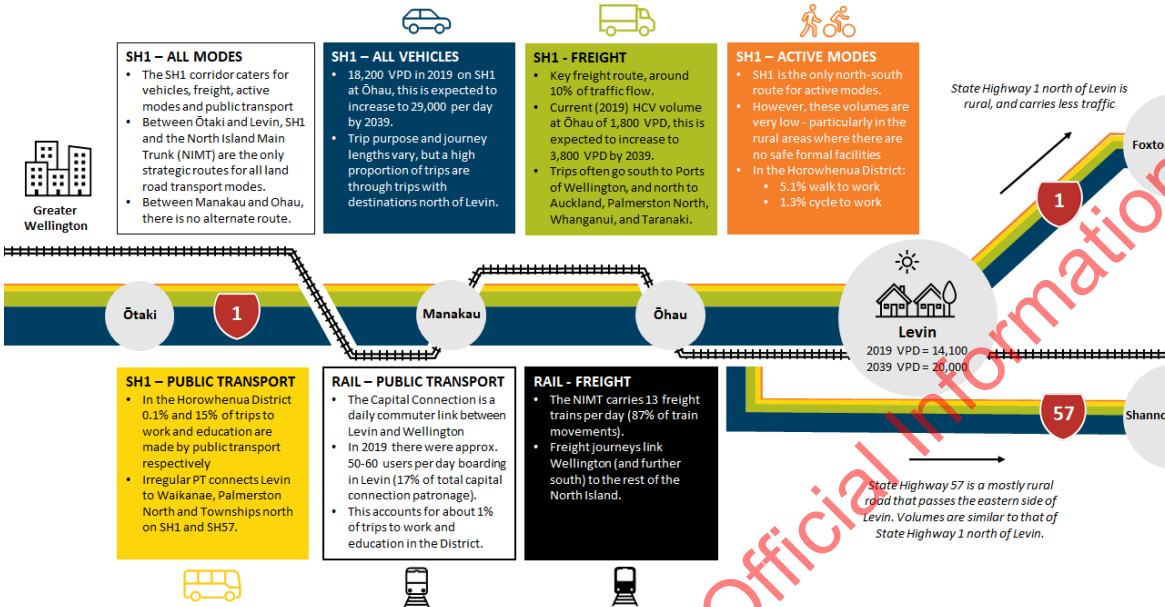 SH1 – ALL MODES
• The SH1 corridor caters for
vehicles, freight, active
modes and public transport
• Between Ōtaki and Levin, SH1
and the North Island Main
Trunk (NIMT) are the only
strategic routes for all land
road transport modes.
• Between Manakau and Ohau,
there is no alternate route.
SH1 – ALL VEHICLES
• 18,200 VPD in 2019 on SH1
at Ōhau, this is expected to
increase to 29,000 per day
by 2039.
• Trip purpose and journey
lengths vary, but a high
proportion of trips are
through trips with
destinations north of Levin.
SH1 - FREIGHT
• Key freight route, around
10% of traffic flow.
• Current (2019) HCV volume
at Ōhau of 1,800 VPD, this is
expected to increase to
3,800 VPD by 2039.
• Trips often go south to Ports
of Wellington, and north to
Auckland, Palmerston North,
Whanganui, and Taranaki.
SH1 – ACTIVE MODES
• SH1 is the only north-south
route for active modes.
• However, these volumes are
very low - particularly in the
rural areas where there are
no safe formal facilities
• In the Horowhenua District:
• 5.1% walk to work
• 1.3% cycle to work
State Highway 1 north of Levin is
rural, and carries less traffic
Greater
Wellington
Ōtaki
1
Manakau
Ōhau
Levin
2019 VPD = 14,100
2039 VPD = 20,000
1
Foxto
57
Shanno
SH1 – PUBLIC TRANSPORT
• In the Horowhenua District
0.1% and 15% of trips to
work and education are
made by public transport
respectively
• Irregular PT connects Levin
to Waikanae, Palmerston
North and Townships north
on SH1 and SH57.
RAIL – PUBLIC TRANSPORT
• The Capital Connection is a
daily commuter link between
Levin and Wellington
• In 2019 there were approx.
50-60 users per day boarding
in Levin (17% of total capital
connection patronage).
• This accounts for about 1%
of trips to work and
education in the District.
RAIL - FREIGHT
• The NIMT carries 13 freight
trains per day (87% of train
movements).
• Freight journeys link
Wellington (and further
south) to the rest of the
North Island.
State Highway 57 is a mostly rural
road that passes the eastern side of
Levin. Volumes are similar to that of
State Highway 1 north of Levin.
Official Information